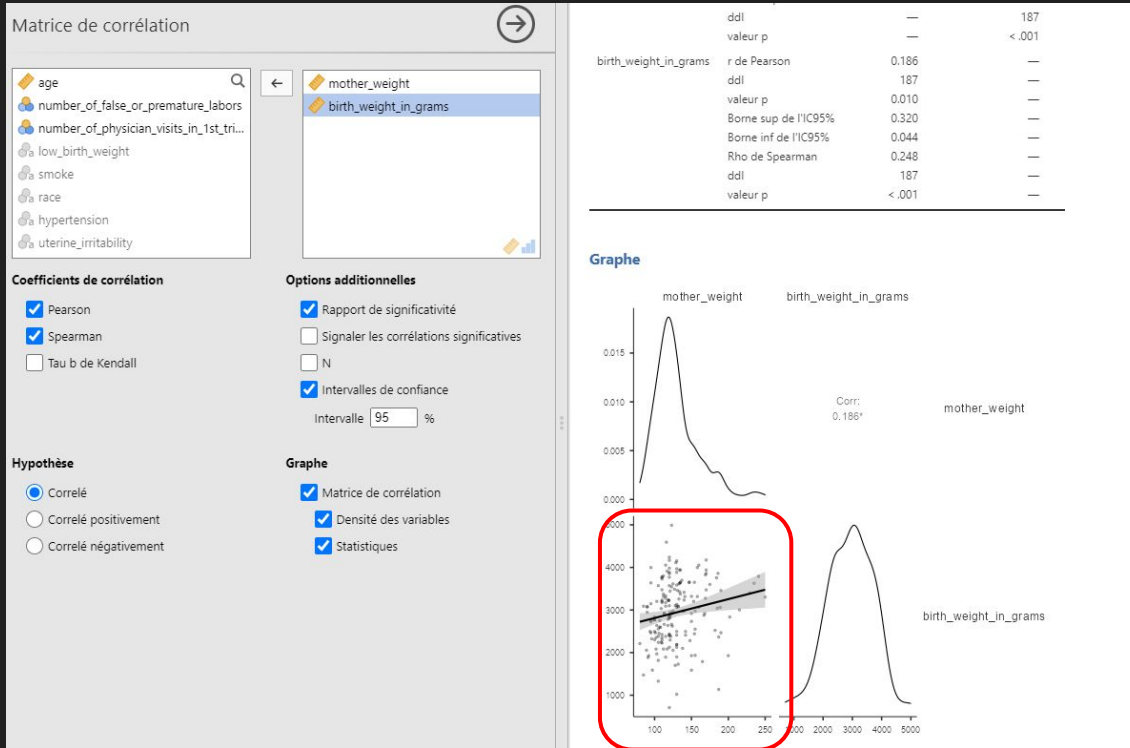 Matrice de corrélation
age
number_of_false_or_premature_labors
number_of_physician_visits_in_1st_tri...
low_birth_weight
smoke
race
hypertension
uterine_irritability
mother_weight
birth_weight_in_grams
Coefficients de corrélation
Pearson
Spearman
Tau b de Kendall
Options additionnelles
Rapport de significativité
Signaler les corrélations significatives
N
Intervalles de confiance
Intervalle 95 %
Hypothèse
Correlé
Correlé positivement
Correlé négativement
Graphe
Matrice de corrélation
Densité des variables
Statistiques
ddl — 187
valeur p — < .001
birth_weight_in_grams r de Pearson 0.186 —
ddl 187 —
valeur p 0.010 —
Borne sup de l'IC95% 0.320 —
Borne inf de l'IC95% 0.044 —
Rho de Spearman 0.248 —
ddl 187 —
valeur p < .001 —
Graphe
mother_weight birth_weight_in_grams
0.015
0.010
0.005
0.000
Corr:
0.186*
mother_weight
4000
3000
2000
1000
birth_weight_in_grams
100 150 200 250
2000 3000 4000 5000